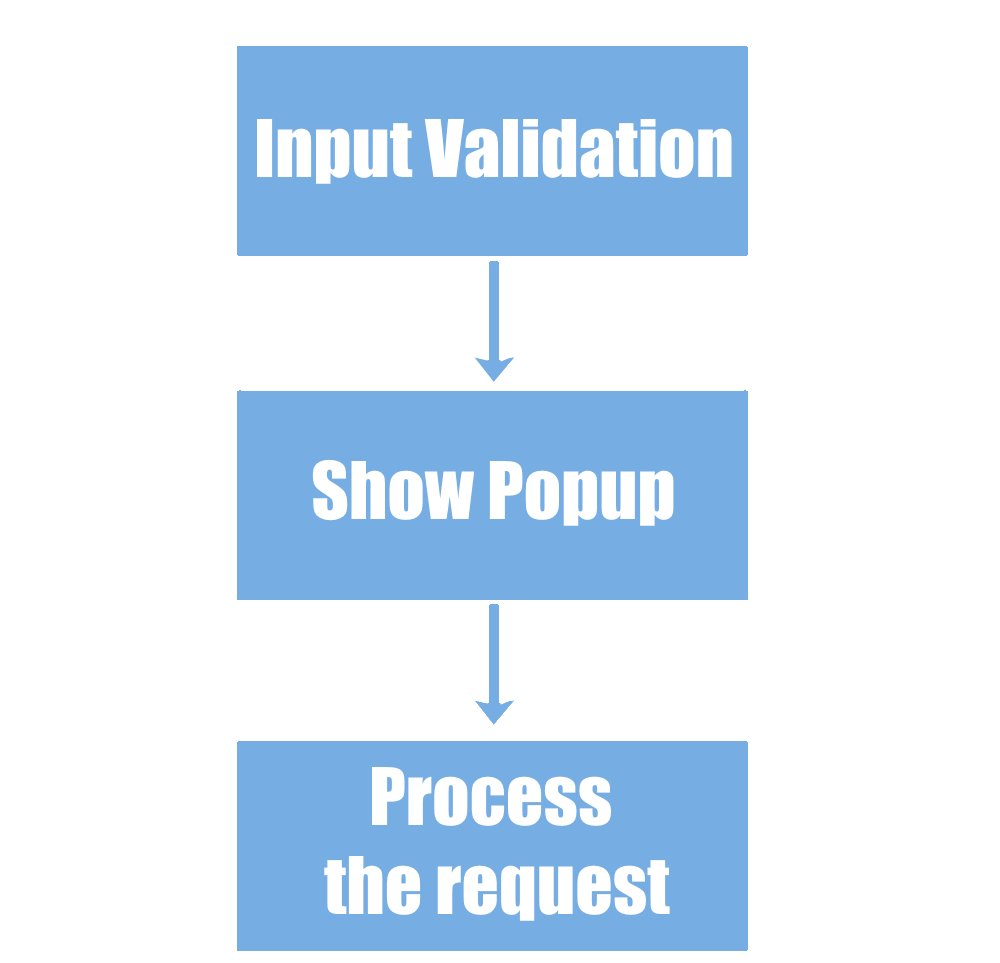 Input Validation
Show Popup
Process
the request